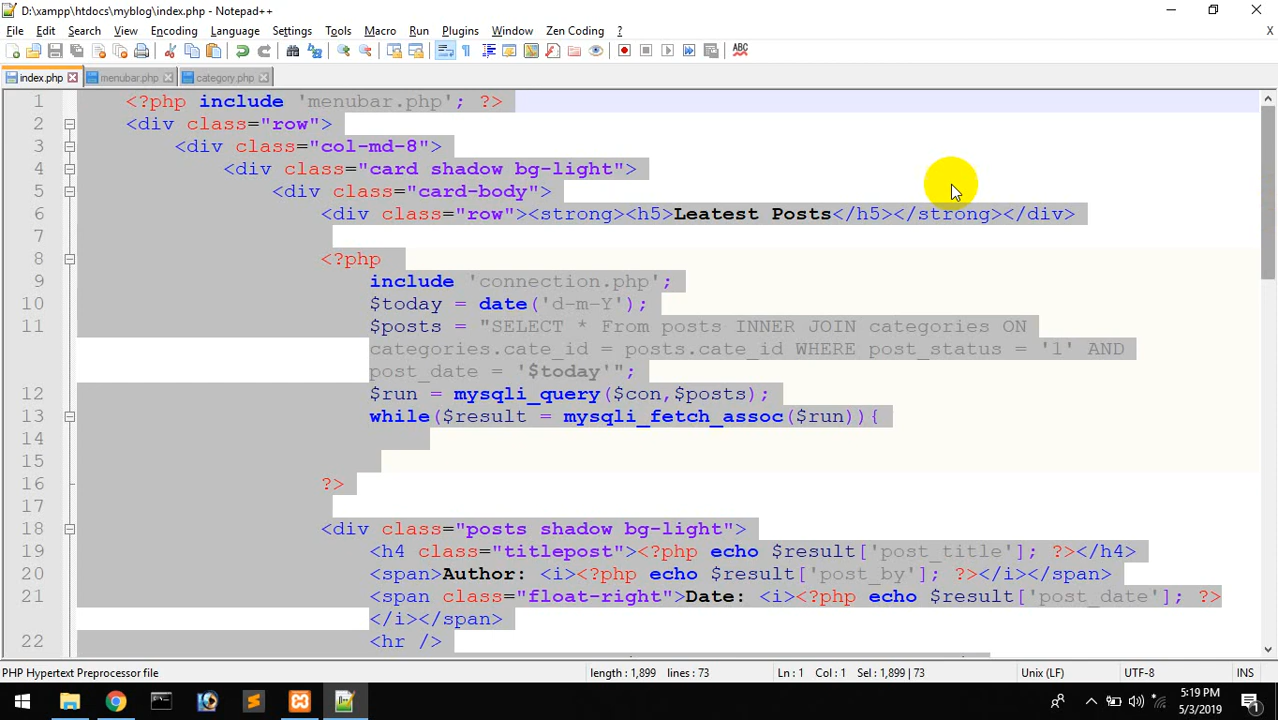 D:\xampp\htdocs\myblog\index.php - Notepad++
File Edit Search View Encoding Language Settings Tools Macro Run Plugins Window Zen Coding ? X
index.php menubar.php category.php
1 <?php include 'menubar.php'; ?>
2 <div class="row">
3 <div class="col-md-8">
4 <div class="card shadow bg-light">
5 <div class="card-body">
6 <div class="row"><strong><h5>Leatest Posts</h5></strong></div>
7
8 <?php
9 include 'connection.php';
10 $today = date('d-m-Y');
11 $posts = "SELECT * From posts INNER JOIN categories ON
categories.cate_id = posts.cate_id WHERE post_status = '1' AND
post_date = '$today'";
12 $run = mysqli_query($con,$posts);
13 while($result = mysqli_fetch_assoc($run)){
14
15
16 ?>
17
18 <div class="posts shadow bg-light">
19 <h4 class="titlepost"><?php echo $result['post_title']; ?></h4>
20 <span>Author: <i><?php echo $result['post_by']; ?></i></span>
21 <span class="float-right">Date: <i><?php echo $result['post_date']; ?>
</i></span>
22 <hr />
PHP Hypertext Preprocessor file length : 1,899 lines : 73 Ln : 1 Col : 1 Sel : 1,899 | 73 Unix (LF) UTF-8 INS
5:19 PM
5/3/2019